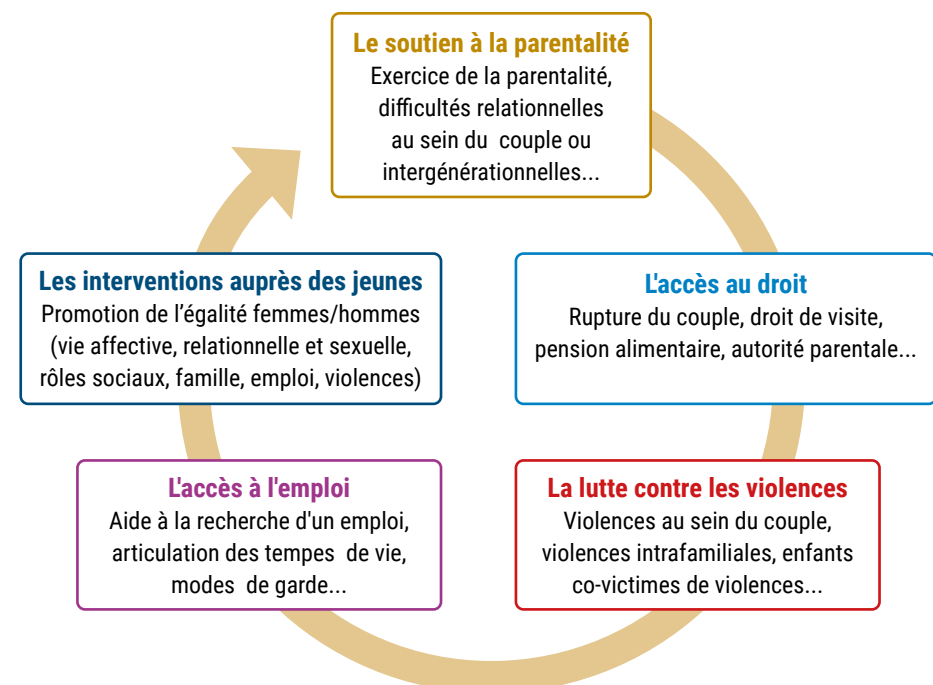 Le soutien à la parentalité
Exercice de la parentalité,
difficultés relationnelles
au sein du couple ou
intergénérationnelles...
L'accès au droit
Rupture du couple, droit de visite,
pension alimentaire, autorité parentale...
La lutte contre les violences
Violences au sein du couple,
violences intrafamiliales, enfants
co-victimes de violences...
L'accès à l'emploi
Aide à la recherche d'un emploi,
articulation des tempes de vie,
modes de garde...
Les interventions auprès des jeunes
Promotion de l’égalité femmes/hommes
(vie affective, relationnelle et sexuelle,
rôles sociaux, famille, emploi, violences)